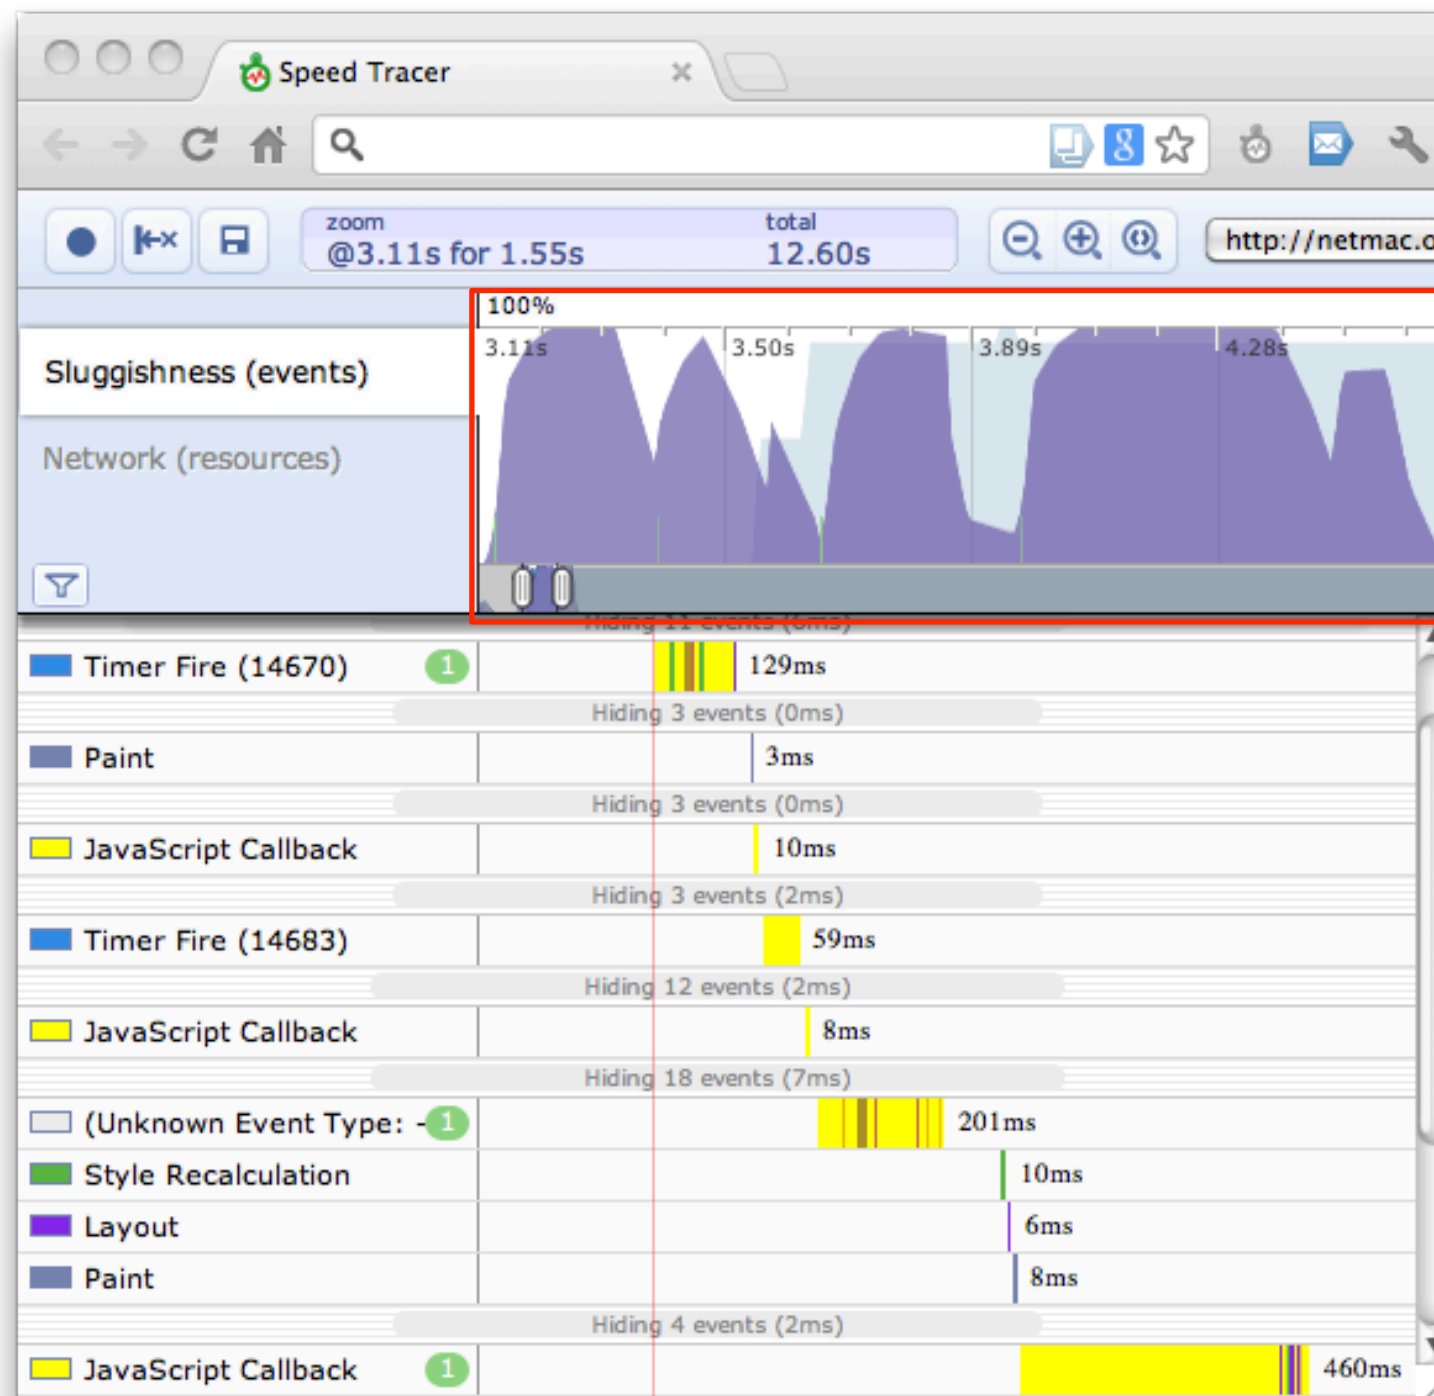 Speed Tracer
zoom
total
@3.11s for 1.55s
12.60s
http://netmac.o
100%
3.11s
3.50s
3.89s
4.28s
Sluggishness (events)
Network (resources)
Hiding 11 events (6ms)
Timer Fire (14670)
1
129ms
Hiding 3 events (0ms)
Paint
3ms
Hiding 3 events (0ms)
JavaScript Callback
10ms
Hiding 3 events (2ms)
Timer Fire (14683)
59ms
Hiding 12 events (2ms)
JavaScript Callback
8ms
Hiding 18 events (7ms)
(Unknown Event Type: -
1
201ms
Style Recalculation
10ms
Layout
6ms
Paint
8ms
Hiding 4 events (2ms)
JavaScript Callback
1
460ms